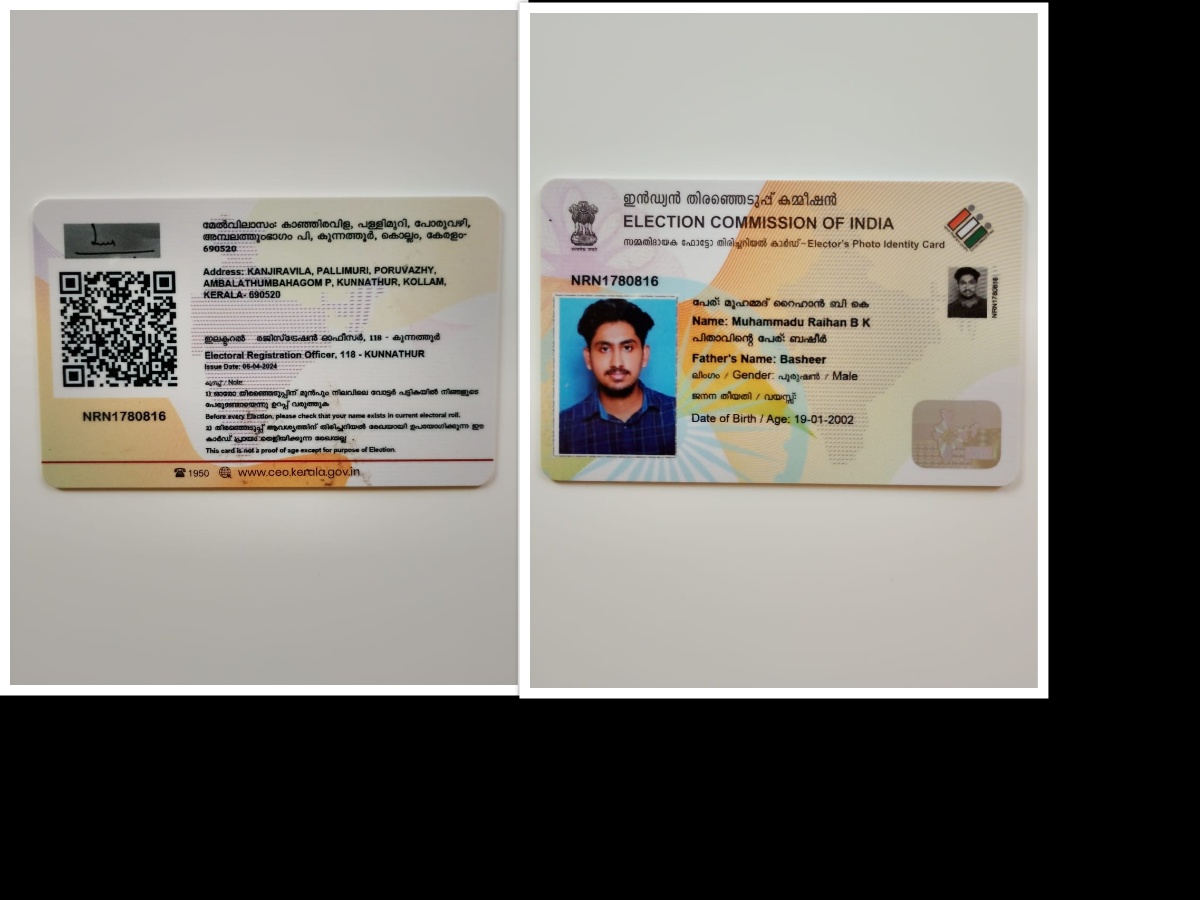 മേൽവിലാസം: കാഞ്ഞിരവിള, പള്ളിമുറി, പോരുവഴി,
അമ്പലത്തുംഭാഗം പി, കുന്നത്തൂർ, കൊല്ലം, കേരളം-
690520
Address: KANJIRAVILA, PALLIMURI, PORUVAZHY,
AMBALATHUMBAHAGOM P, KUNNATHUR, KOLLAM,
KERALA- 690520
ഇലക്ടറൽ രജിസ്ട്രേഷൻ ഓഫീസർ, 118 - കുന്നത്തൂർ
Electoral Registration Officer, 118 - KUNNATHUR
Issue Date: 06-04-2024
കുറിപ്പ് / Note:
1) ഓരോ തിരഞ്ഞെടുപ്പിന് മുൻപും നിലവിലെ വോട്ടർ പട്ടികയിൽ നിങ്ങളുടെ
പേരുണ്ടോയെന്നു ഉറപ്പ് വരുത്തുക
Before every Election, please check that your name exists in current electoral roll.
2) തിരഞ്ഞെടുപ്പ് ആവശ്യത്തിന് തിരിച്ചറിയൽ രേഖയായി ഉപയോഗിക്കുന്ന ഈ
കാർഡ് പ്രായം തെളിയിക്കുന്ന രേഖയല്ല
This card is not a proof of age except for purpose of Election.
NRN1780816
1950 www.ceo.kerala.gov.in
ഇൻഡ്യൻ തിരഞ്ഞെടുപ്പ് കമ്മീഷൻ
ELECTION COMMISSION OF INDIA
സമ്മതിദായക ഫോട്ടോ തിരിച്ചറിയൽ കാർഡ്-Elector's Photo Identity Card
NRN1780816
NRN1780816
പേര്: മുഹമ്മദ് റൈഹാൻ ബി കെ
Name: Muhammadu Raihan B K
പിതാവിന്റെ പേര്: ബഷീർ
Father's Name: Basheer
ലിംഗം / Gender: പുരുഷൻ / Male
ജനന തീയതി / വയസ്സ്:
Date of Birth / Age: 19-01-2002